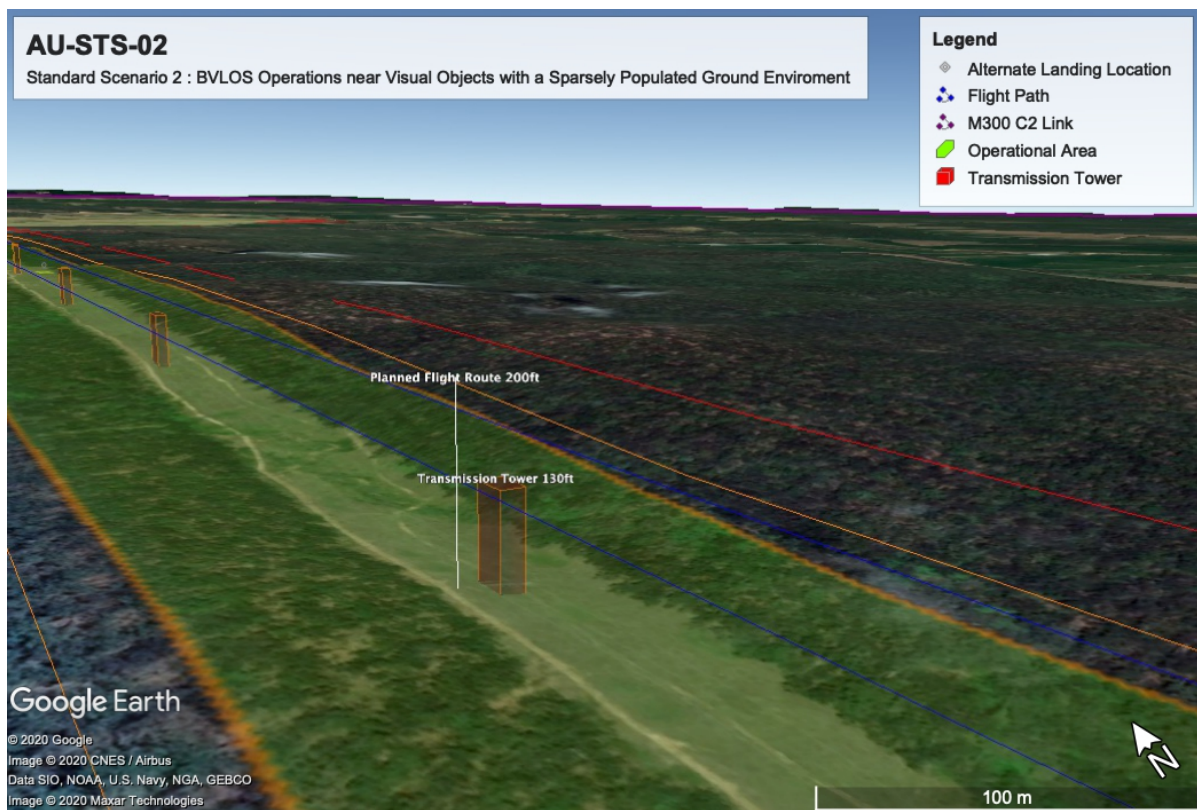 AU-STS-02
Standard Scenario 2 : BVLOS Operations near Visual Objects with a Sparsely Populated Ground Enviroment
Legend
Alternate Landing Location
Flight Path
M300 C2 Link
Operational Area
Transmission Tower
Planned Flight Route 200ft
Transmission Tower 130ft
Google Earth
© 2020 Google
Image © 2020 CNES / Airbus
Data SIO, NOAA, U.S. Navy, NGA, GEBCO
Image © 2020 Maxar Technologies
N
100 m